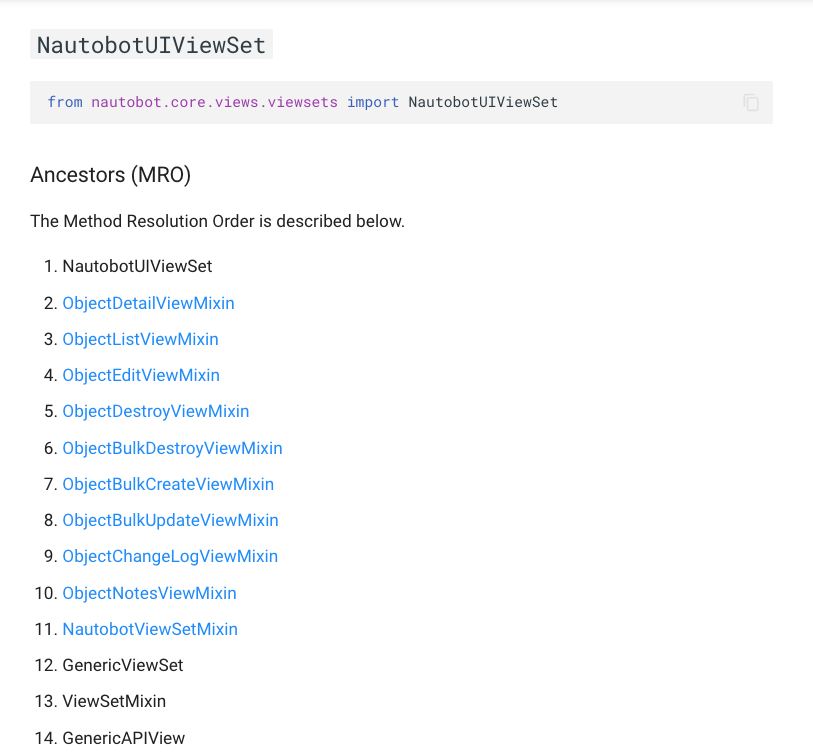 NautobotUIViewSet
from nautobot.core.views.viewsets import NautobotUIViewSet
Ancestors (MRO)
The Method Resolution Order is described below.
1. NautobotUIViewSet
2. ObjectDetailViewMixin
3. ObjectListViewMixin
4. ObjectEditViewMixin
5. ObjectDestroyViewMixin
6. ObjectBulkDestroyViewMixin
7. ObjectBulkCreateViewMixin
8. ObjectBulkUpdateViewMixin
9. ObjectChangeLogViewMixin
10. ObjectNotesViewMixin
11. NautobotViewSetMixin
12. GenericViewSet
13. ViewSetMixin
14. GenericAPIView